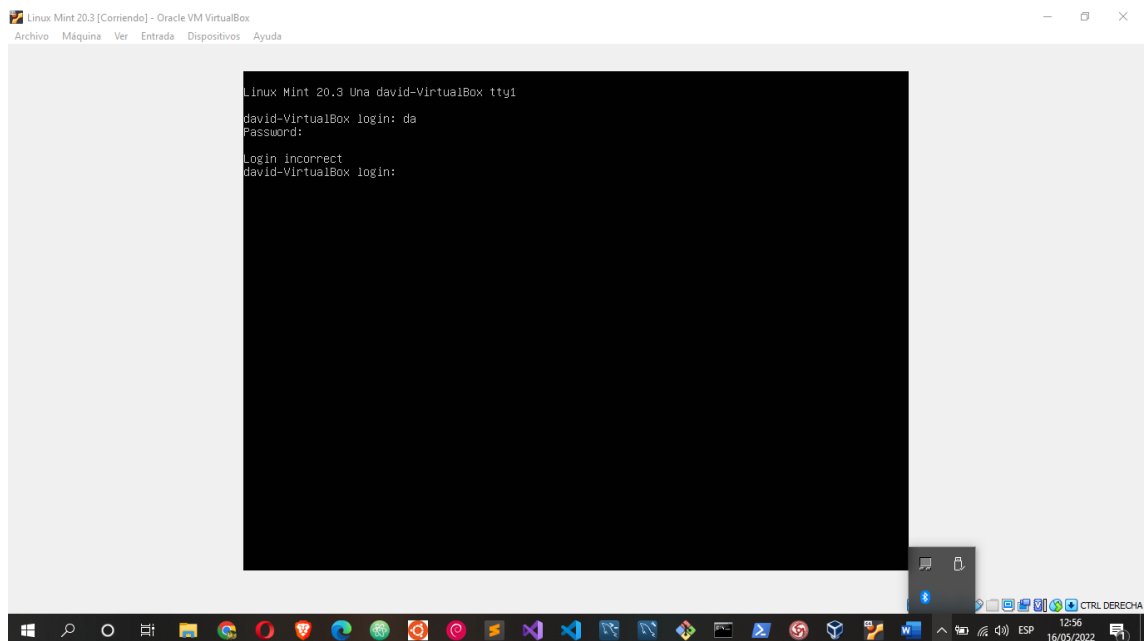 Linux Mint 20.3 [Corriendo] - Oracle VM VirtualBox
Archivo Máquina Ver Entrada Dispositivos Ayuda
Linux Mint 20.3 Una david-VirtualBox tty1
david-VirtualBox login: da
Password:
Login incorrect
david-VirtualBox login:
CTRL DERECHA
ESP
12:56
16/05/2022